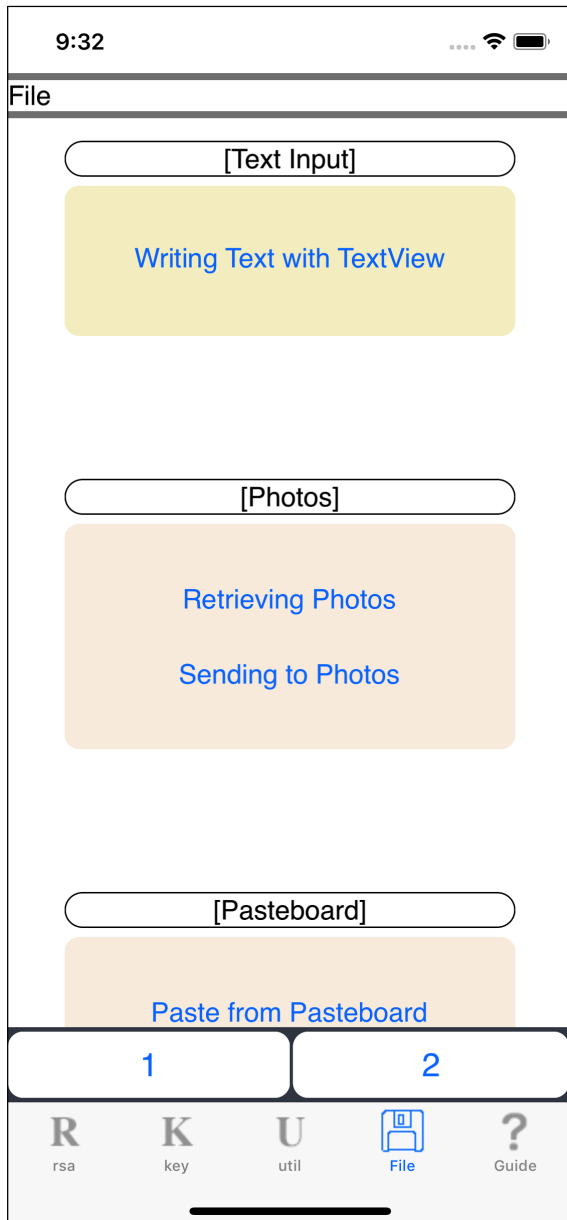 9:32
File
[Text Input]
Writing Text with TextView
[Photos]
Retrieving Photos
Sending to Photos
[Pasteboard]
Paste from Pasteboard
1 2
R K U ?
rsa key util File Guide